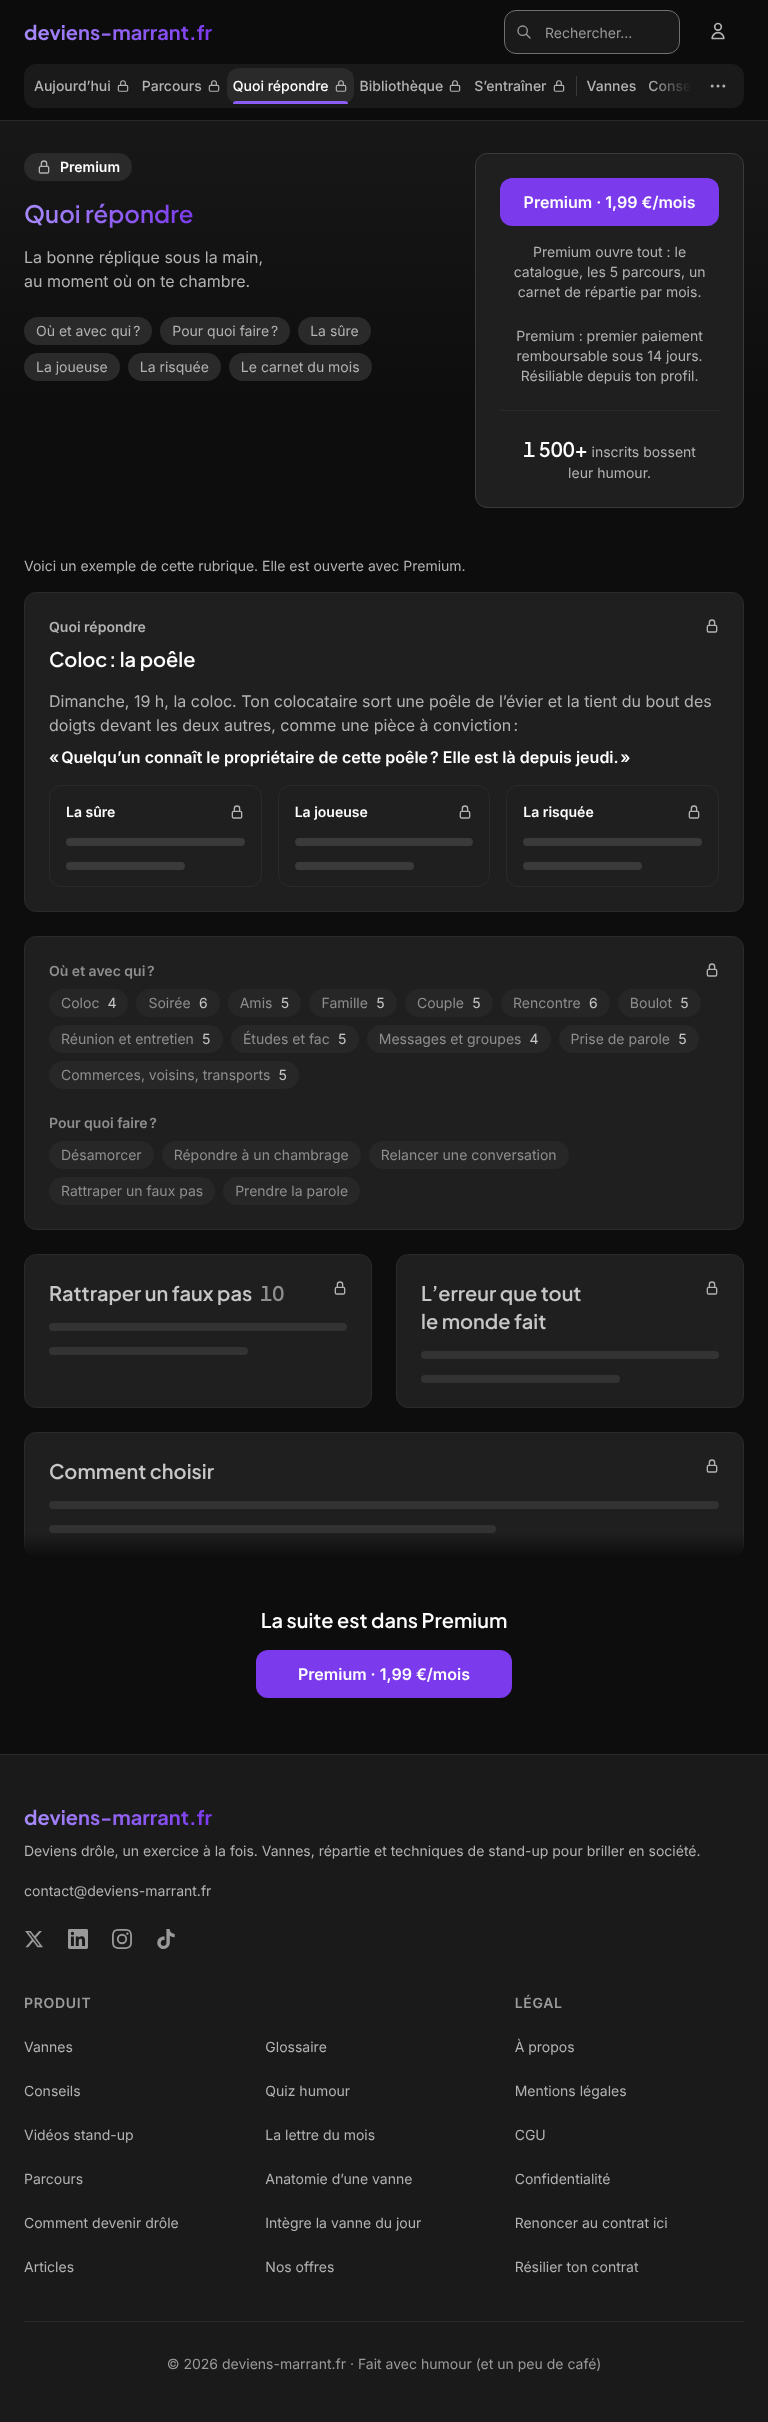 deviens-marrant.fr
Rechercher...
Aujourd’hui
Parcours
Quoi répondre
Bibliothèque
S’entraîner
Vannes
Premium
Quoi répondre
La bonne réplique sous la main,
au moment où on te chambre.
Où et avec qui ?
Pour quoi faire ?
La sûre
La joueuse
La risquée
Le carnet du mois
Premium · 1,99 €/mois
Premium ouvre tout : le
catalogue, les 5 parcours, un
carnet de répartie par mois.
Premium : premier paiement
remboursable sous 14 jours.
Résiliable depuis ton profil.
1 500+ inscrits bossent
leur humour.
Voici un exemple de cette rubrique. Elle est ouverte avec Premium.
Quoi répondre
Coloc : la poêle
Dimanche, 19 h, la coloc. Ton colocataire sort une poêle de l’évier et la tient du bout des
doigts devant les deux autres, comme une pièce à conviction :
« Quelqu’un connaît le propriétaire de cette poêle ? Elle est là depuis jeudi. »
La sûre
La joueuse
La risquée
Où et avec qui ?
Coloc 4
Soirée 6
Amis 5
Famille 5
Couple 5
Rencontre 6
Boulot 5
Réunion et entretien 5
Études et fac 5
Messages et groupes 4
Prise de parole 5
Commerces, voisins, transports 5
Pour quoi faire ?
Désamorcer
Répondre à un chambrage
Relancer une conversation
Rattraper un faux pas
Prendre la parole
Rattraper un faux pas 10
L’erreur que tout
le monde fait
Comment choisir
La suite est dans Premium
Premium · 1,99 €/mois
deviens-marrant.fr
Deviens drôle, un exercice à la fois. Vannes, répartie et techniques de stand-up pour briller en société.
contact@deviens-marrant.fr
PRODUIT
Vannes
Conseils
Vidéos stand-up
Parcours
Comment devenir drôle
Articles
Glossaire
Quiz humour
La lettre du mois
Anatomie d’une vanne
Intègre la vanne du jour
Nos offres
LÉGAL
À propos
Mentions légales
CGU
Confidentialité
Renoncer au contrat ici
Résilier ton contrat
© 2026 deviens-marrant.fr · Fait avec humour (et un peu de café)